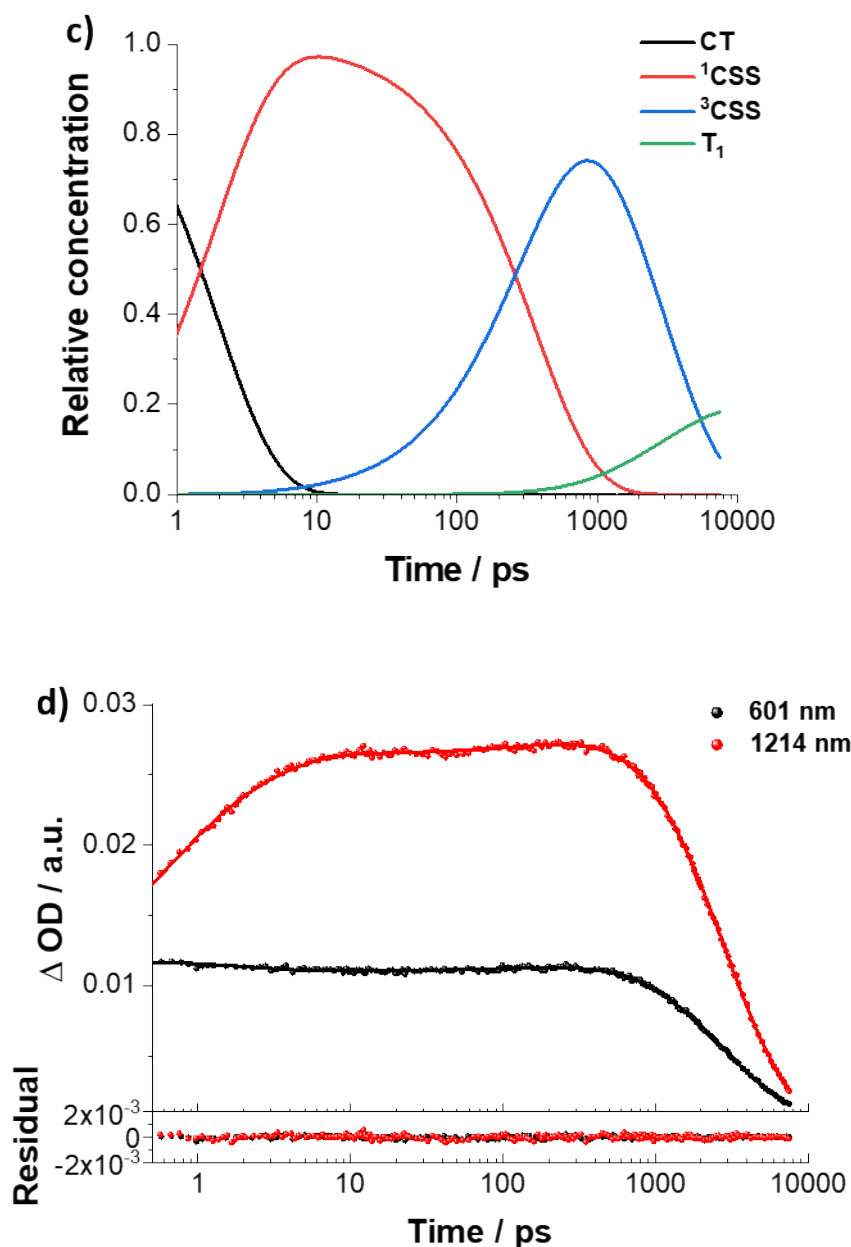 c)
CT
¹CSS
³CSS
T₁
Relative concentration
1.0
0.8
0.6
0.4
0.2
0.0
1 10 100 1000 10000
Time / ps
d)
601 nm
1214 nm
Δ OD / a.u.
0.03
0.02
0.01
Residual
2x10⁻³
0
-2x10⁻³
1 10 100 1000 10000
Time / ps